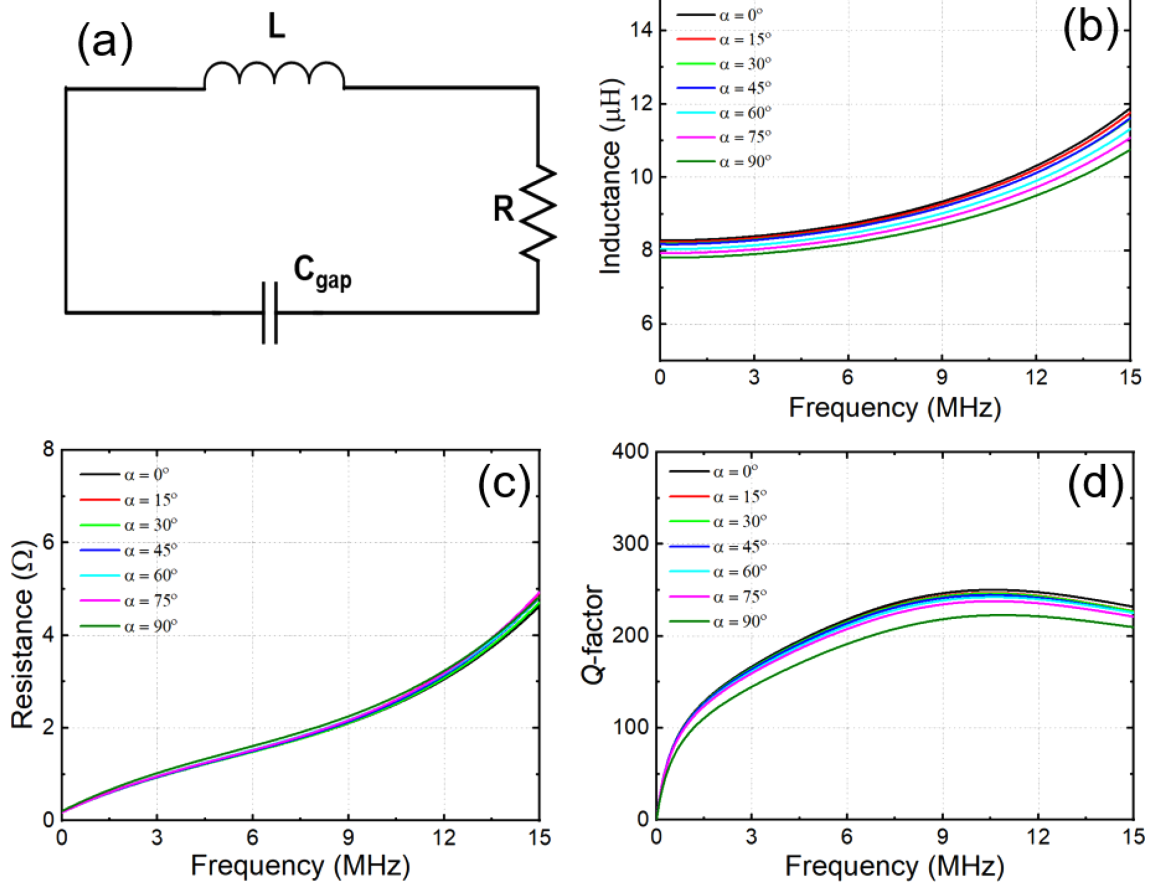 (a)
L
R
C_gap
(b)
α = 0°
α = 15°
α = 30°
α = 45°
α = 60°
α = 75°
α = 90°
Inductance (μH)
14
12
10
8
6
0 3 6 9 12 15
Frequency (MHz)
(c)
α = 0°
α = 15°
α = 30°
α = 45°
α = 60°
α = 75°
α = 90°
Resistance (Ω)
8
6
4
2
0
0 3 6 9 12 15
Frequency (MHz)
(d)
α = 0°
α = 15°
α = 30°
α = 45°
α = 60°
α = 75°
α = 90°
Q-factor
400
300
200
100
0
0 3 6 9 12 15
Frequency (MHz)